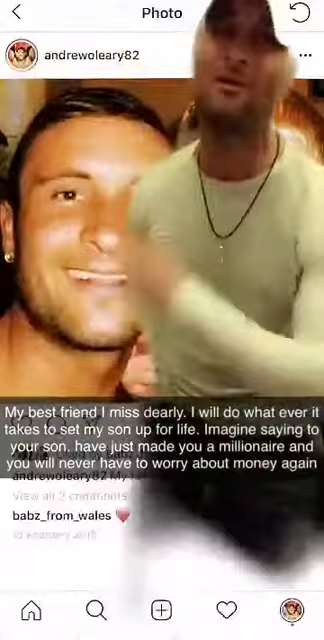 Photo
andrewoleary82
My best friend I miss dearly. I will do what ever it
takes to set my son up for life. Imagine saying to
your son, have just made you a millionaire and
you will never have to worry about money again
andrewoleary82 My
View all 2 comments
babz_from_wales